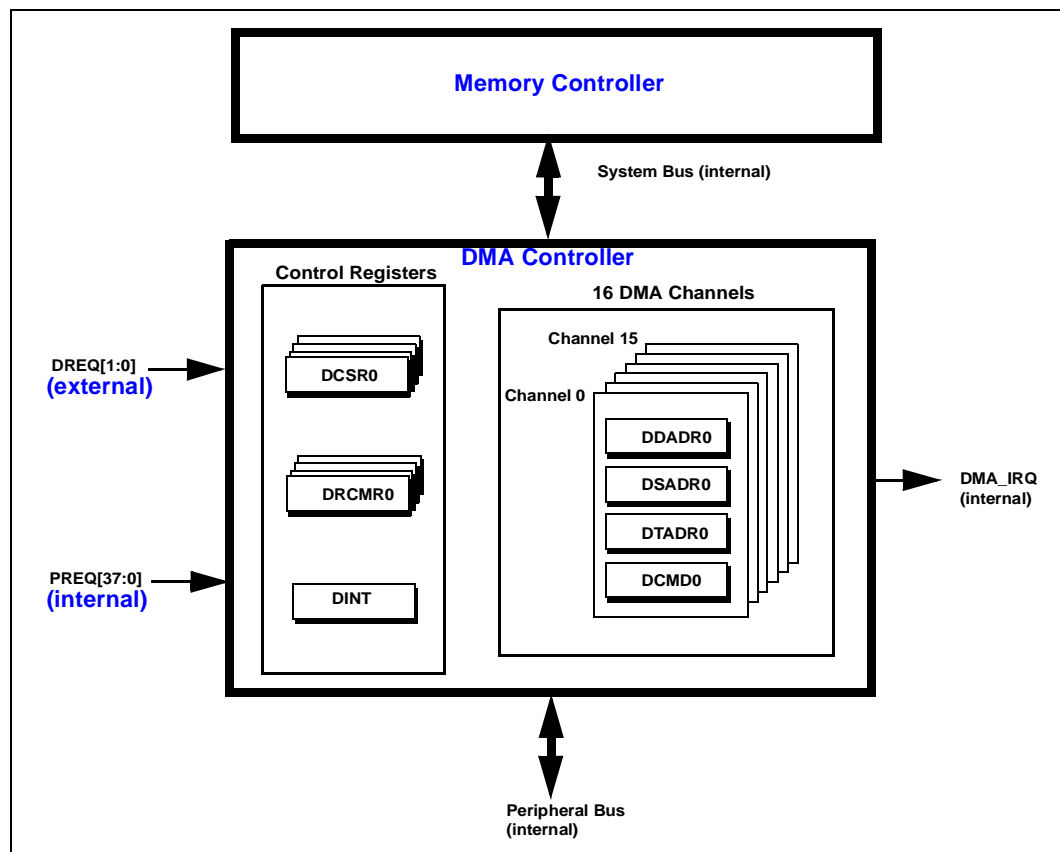 Memory Controller
System Bus (internal)
DMA Controller
Control Registers
16 DMA Channels
Channel 15
DREQ[1:0]
(external)
DCSR0
Channel 0
DDADR0
DRCMR0
DSADR0
DMA_IRQ
(internal)
DTADR0
PREQ[37:0]
(internal)
DINT
DCMD0
Peripheral Bus
(internal)